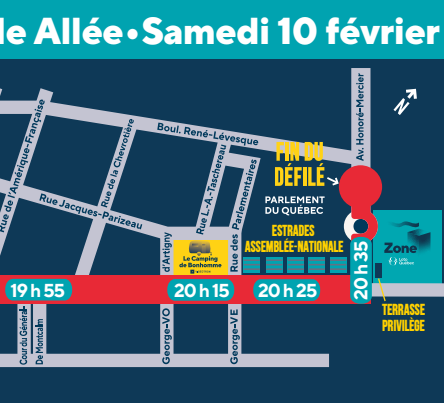 le Allée•Samedi 10 février
Av. Honoré-Mercier
N
Boul. René-Lévesque
Rue de l'Amérique-Française
Rue de la Chevrotière
Rue L.-A.-Taschereau
Rue des Parlementaires
Rue Jacques-Parizeau
FIN DU
DÉFILÉ
PARLEMENT
DU QUÉBEC
ESTRADES
ASSEMBLÉE-NATIONALE
d'Artigny
Le Camping
de Bonhomme
Zone
Loto
Québec
19 h 55
20 h 15
20 h 25
20 h 35
TERRASSE
PRIVILÈGE
Cour du Général-
De Montcalm
George-VO
George-VE